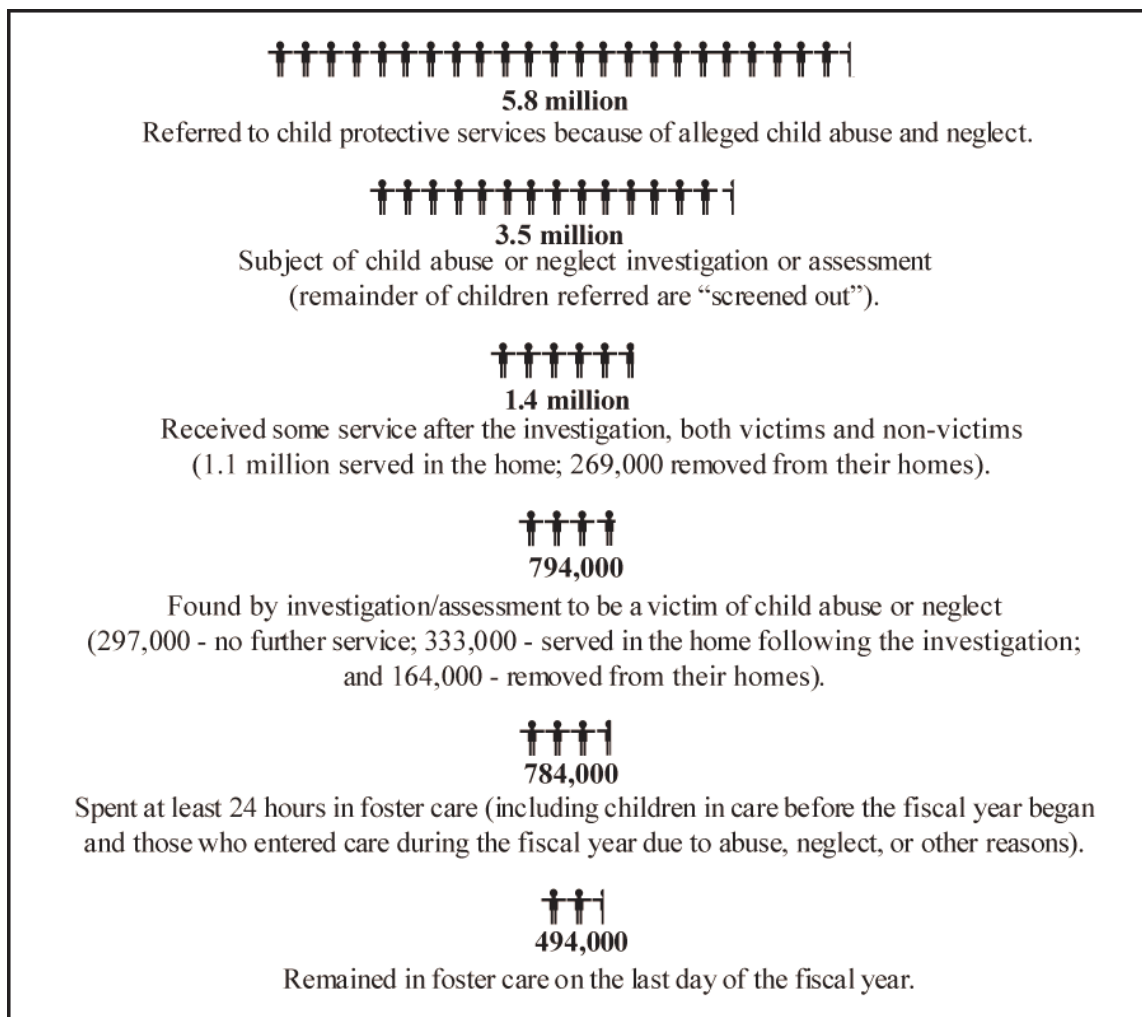 5.8 million
Referred to child protective services because of alleged child abuse and neglect.
3.5 million
Subject of child abuse or neglect investigation or assessment
(remainder of children referred are “screened out”).
1.4 million
Received some service after the investigation, both victims and non-victims
(1.1 million served in the home; 269,000 removed from their homes).
794,000
Found by investigation/assessment to be a victim of child abuse or neglect
(297,000 - no further service; 333,000 - served in the home following the investigation;
and 164,000 - removed from their homes).
784,000
Spent at least 24 hours in foster care (including children in care before the fiscal year began
and those who entered care during the fiscal year due to abuse, neglect, or other reasons).
494,000
Remained in foster care on the last day of the fiscal year.